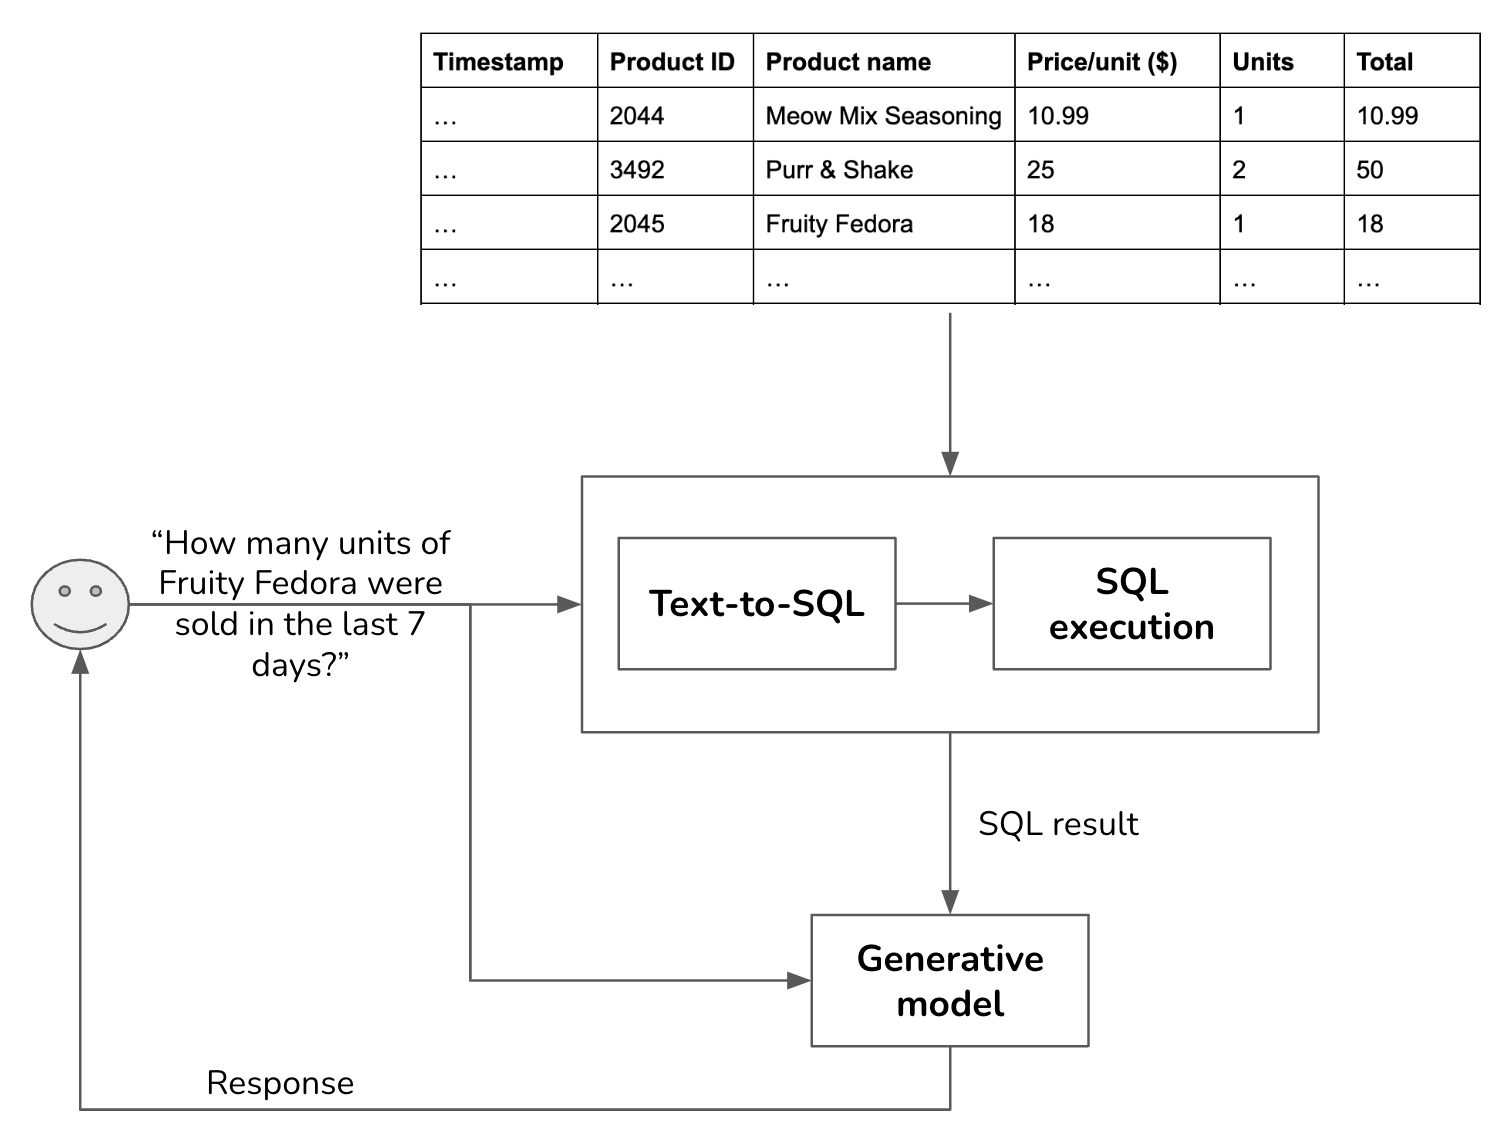 Timestamp Product ID Product name Price/unit ($) Units Total
… 2044 Meow Mix Seasoning 10.99 1 10.99
… 3492 Purr & Shake 25 2 50
… 2045 Fruity Fedora 18 1 18
… … … … … …
“How many units of
Fruity Fedora were
sold in the last 7
days?”
Text-to-SQL
SQL
execution
SQL result
Generative
model
Response